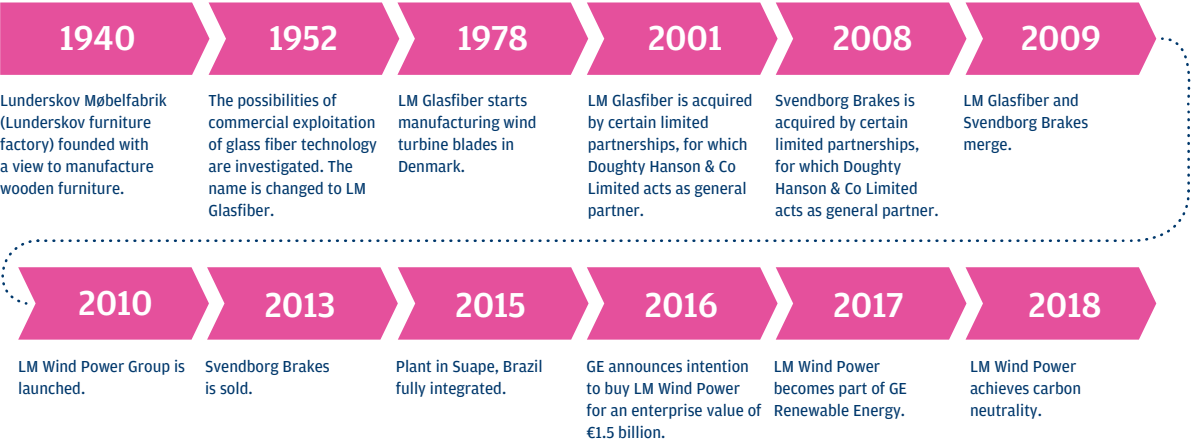 1940
Lunderskov Møbelfabrik
(Lunderskov furniture
factory) founded with
a view to manufacture
wooden furniture.
1952
The possibilities of
commercial exploitation
of glass fiber technology
are investigated. The
name is changed to LM
Glasfiber.
1978
LM Glasfiber starts
manufacturing wind
turbine blades in
Denmark.
2001
LM Glasfiber is acquired
by certain limited
partnerships, for which
Doughty Hanson & Co
Limited acts as general
partner.
2008
Svendborg Brakes is
acquired by certain
limited partnerships,
for which Doughty
Hanson & Co Limited
acts as general partner.
2009
LM Glasfiber and
Svendborg Brakes
merge.
2010
LM Wind Power Group is
launched.
2013
Svendborg Brakes
is sold.
2015
Plant in Suape, Brazil
fully integrated.
2016
GE announces intention
to buy LM Wind Power
for an enterprise value of
€1.5 billion.
2017
LM Wind Power
becomes part of GE
Renewable Energy.
2018
LM Wind Power
achieves carbon
neutrality.